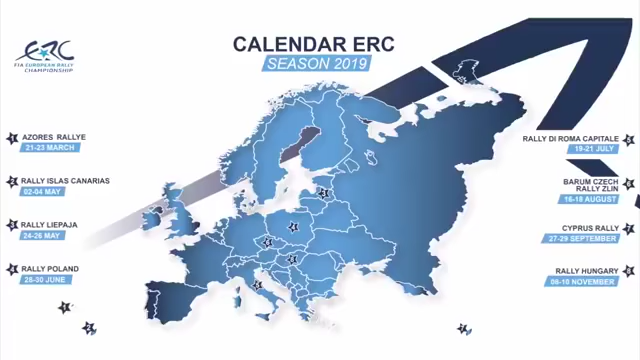 ERC
FIA EUROPEAN RALLY
CHAMPIONSHIP
CALENDAR ERC
SEASON 2019
AZORES RALLYE
21-23 MARCH
RALLY ISLAS CANARIAS
02-04 MAY
RALLY LIEPAJA
24-26 MAY
RALLY POLAND
28-30 JUNE
RALLY DI ROMA CAPITALE
19-21 JULY
BARUM CZECH
RALLY ZLIN
16-18 AUGUST
CYPRUS RALLY
27-29 SEPTEMBER
RALLY HUNGARY
08-10 NOVEMBER